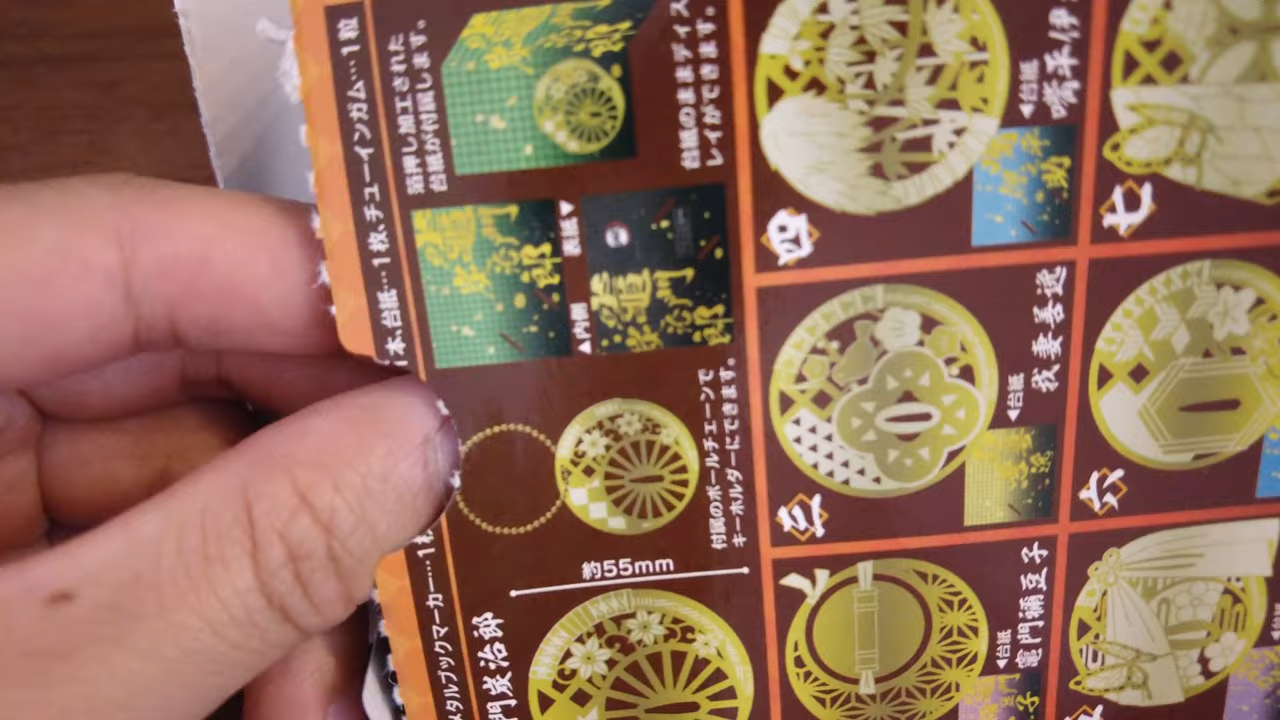 メタルブックマーカー…1
本、台紙…1枚、チューインガム…1粒
門炭治郎
約55mm
付属のボールチェーンで
キーホルダーにできます。
▲内側
表紙▼
箔押し加工された
台紙が付属します。
台紙のままディス
レイができます。
◀台紙
竈門禰豆子
三
◀台紙
我妻善逸
四
◀台紙
嘴平伊
六
七